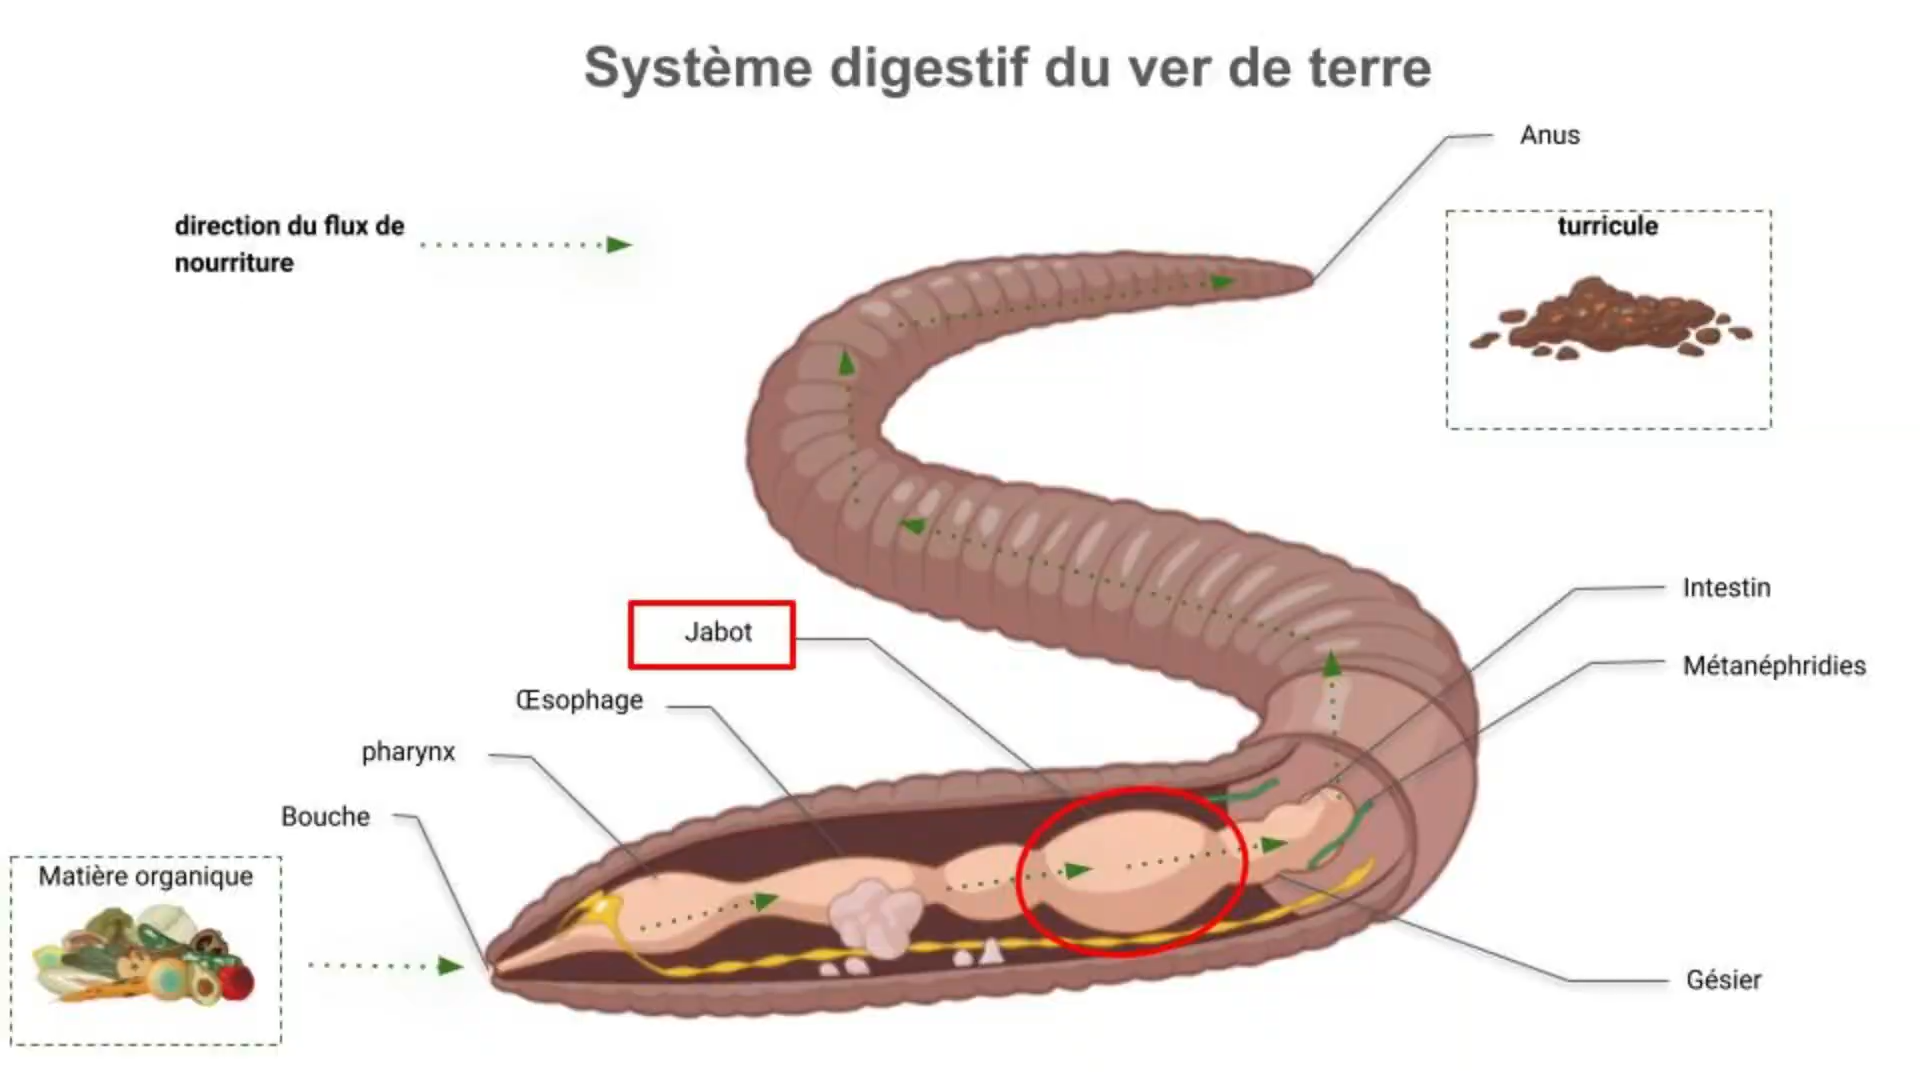 Système digestif du ver de terre
Anus
direction du flux de
nourriture
turricule
Intestin
Jabot
Métanéphridies
Œsophage
pharynx
Bouche
Matière organique
Gésier